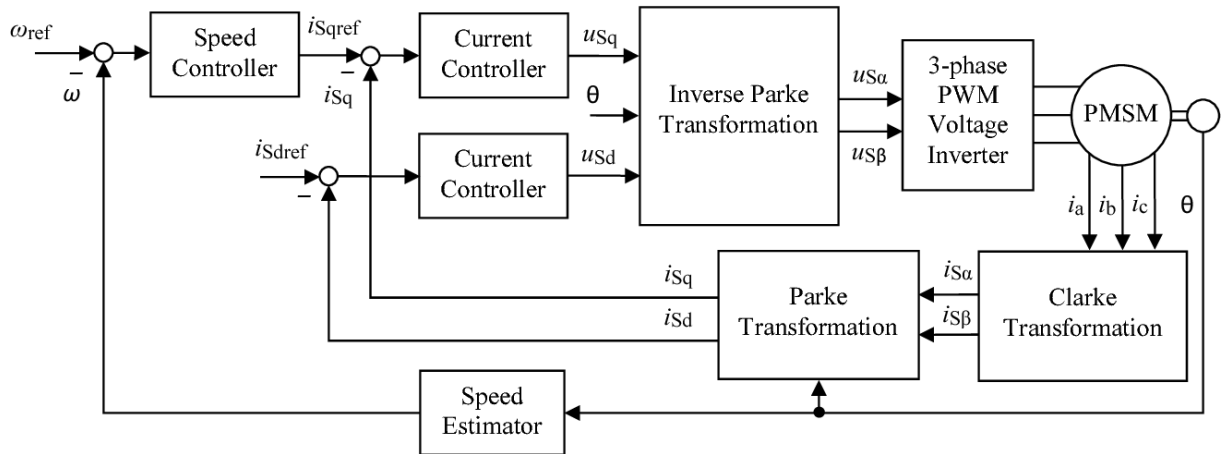 ωref
−
ω
Speed
Controller
iSqref
−
iSq
Current
Controller
uSq
θ
iSdref
−
Current
Controller
uSd
Inverse Parke
Transformation
uSα
uSβ
3-phase
PWM
Voltage
Inverter
PMSM
ia ib ic θ
iSq
iSd
Parke
Transformation
iSα
iSβ
Clarke
Transformation
Speed
Estimator